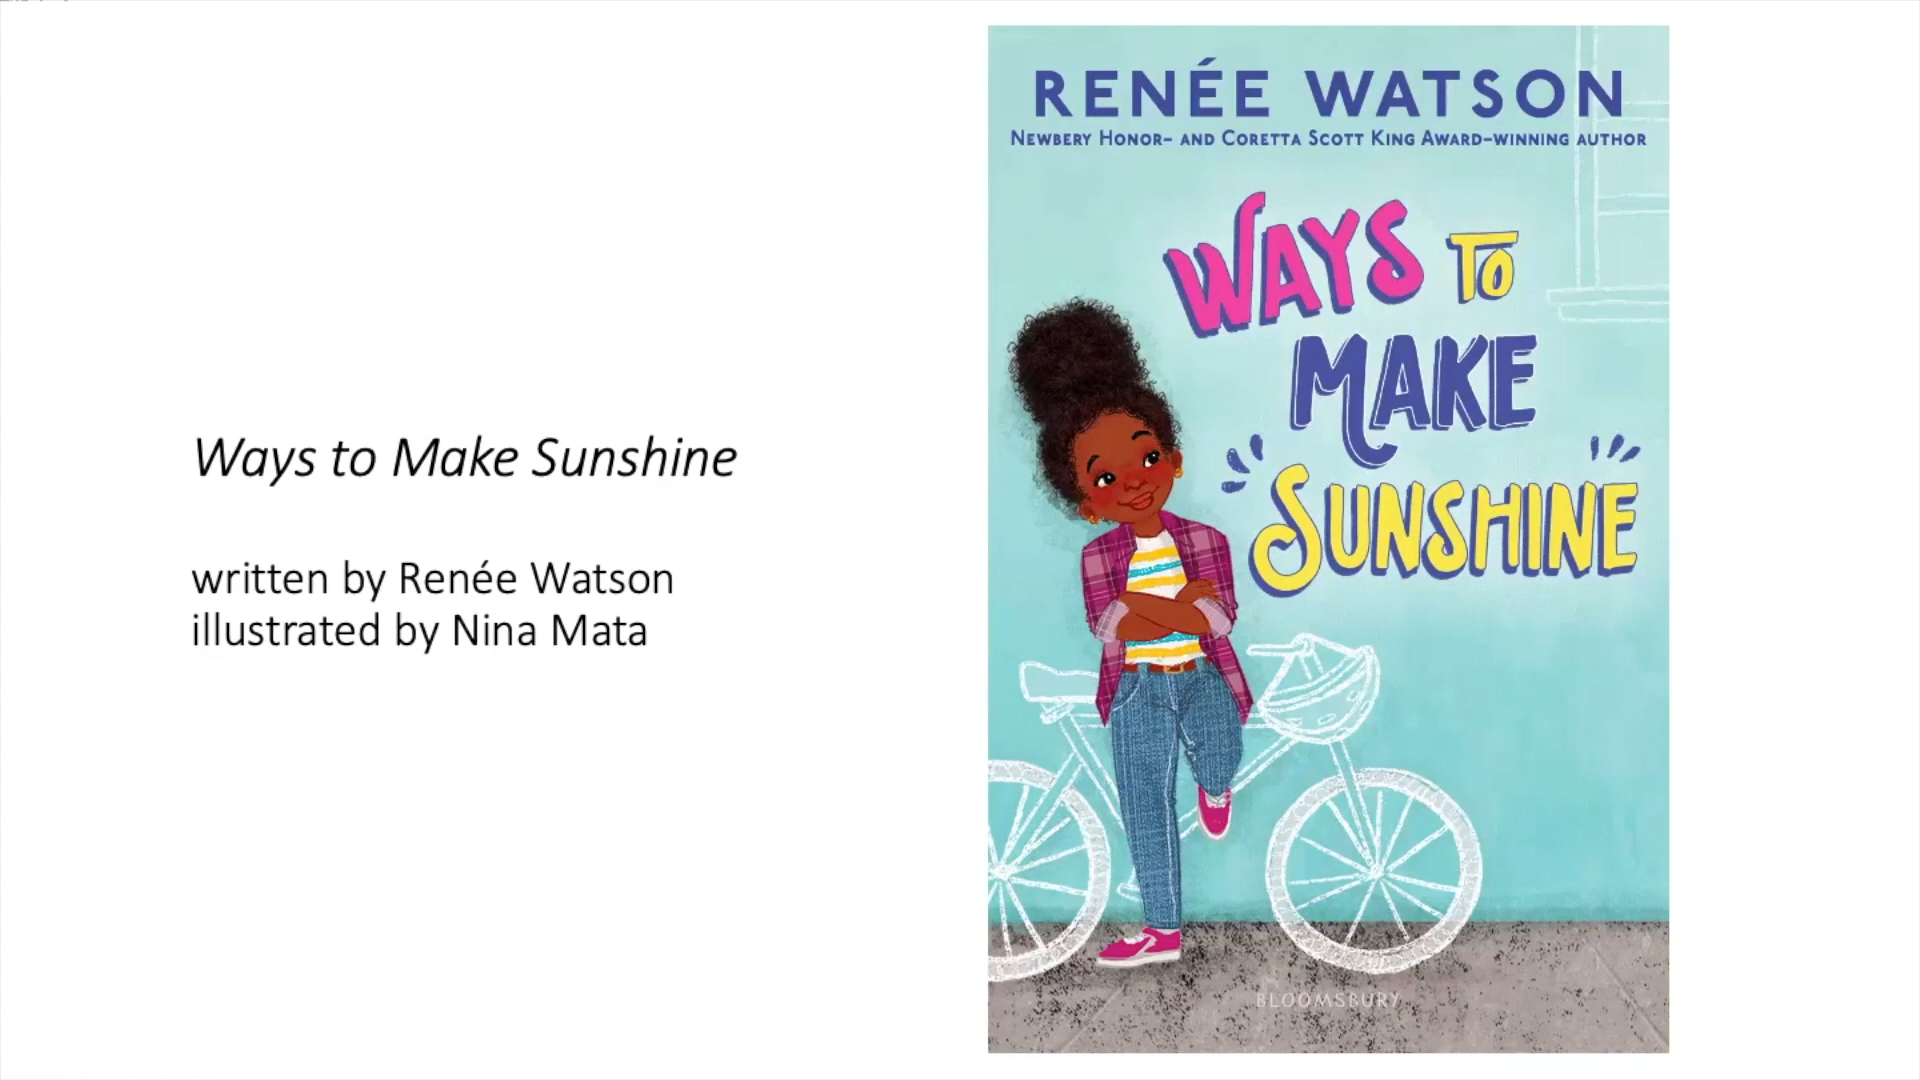 Ways to Make Sunshine
written by Renée Watson
illustrated by Nina Mata
RENÉE WATSON
NEWBERY HONOR- AND CORETTA SCOTT KING AWARD-WINNING AUTHOR
WAYS TO
MAKE
SUNSHINE
BLOOMSBURY